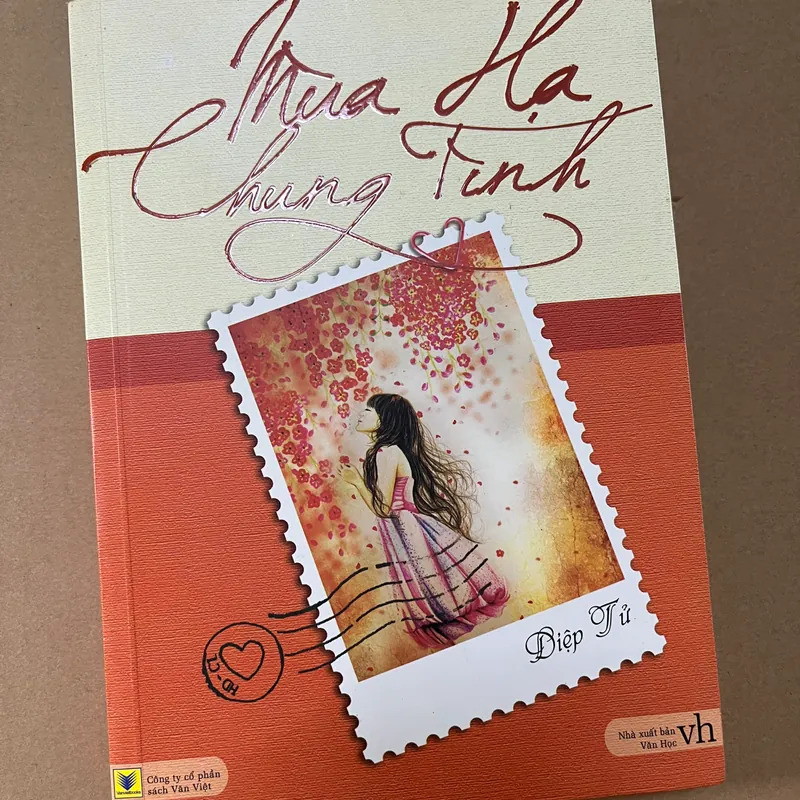 Mùa Hạ
Chung Tình
Diệp Tử
Nhà xuất bản
Văn Học
vh
Công ty cổ phần
sách Văn Việt